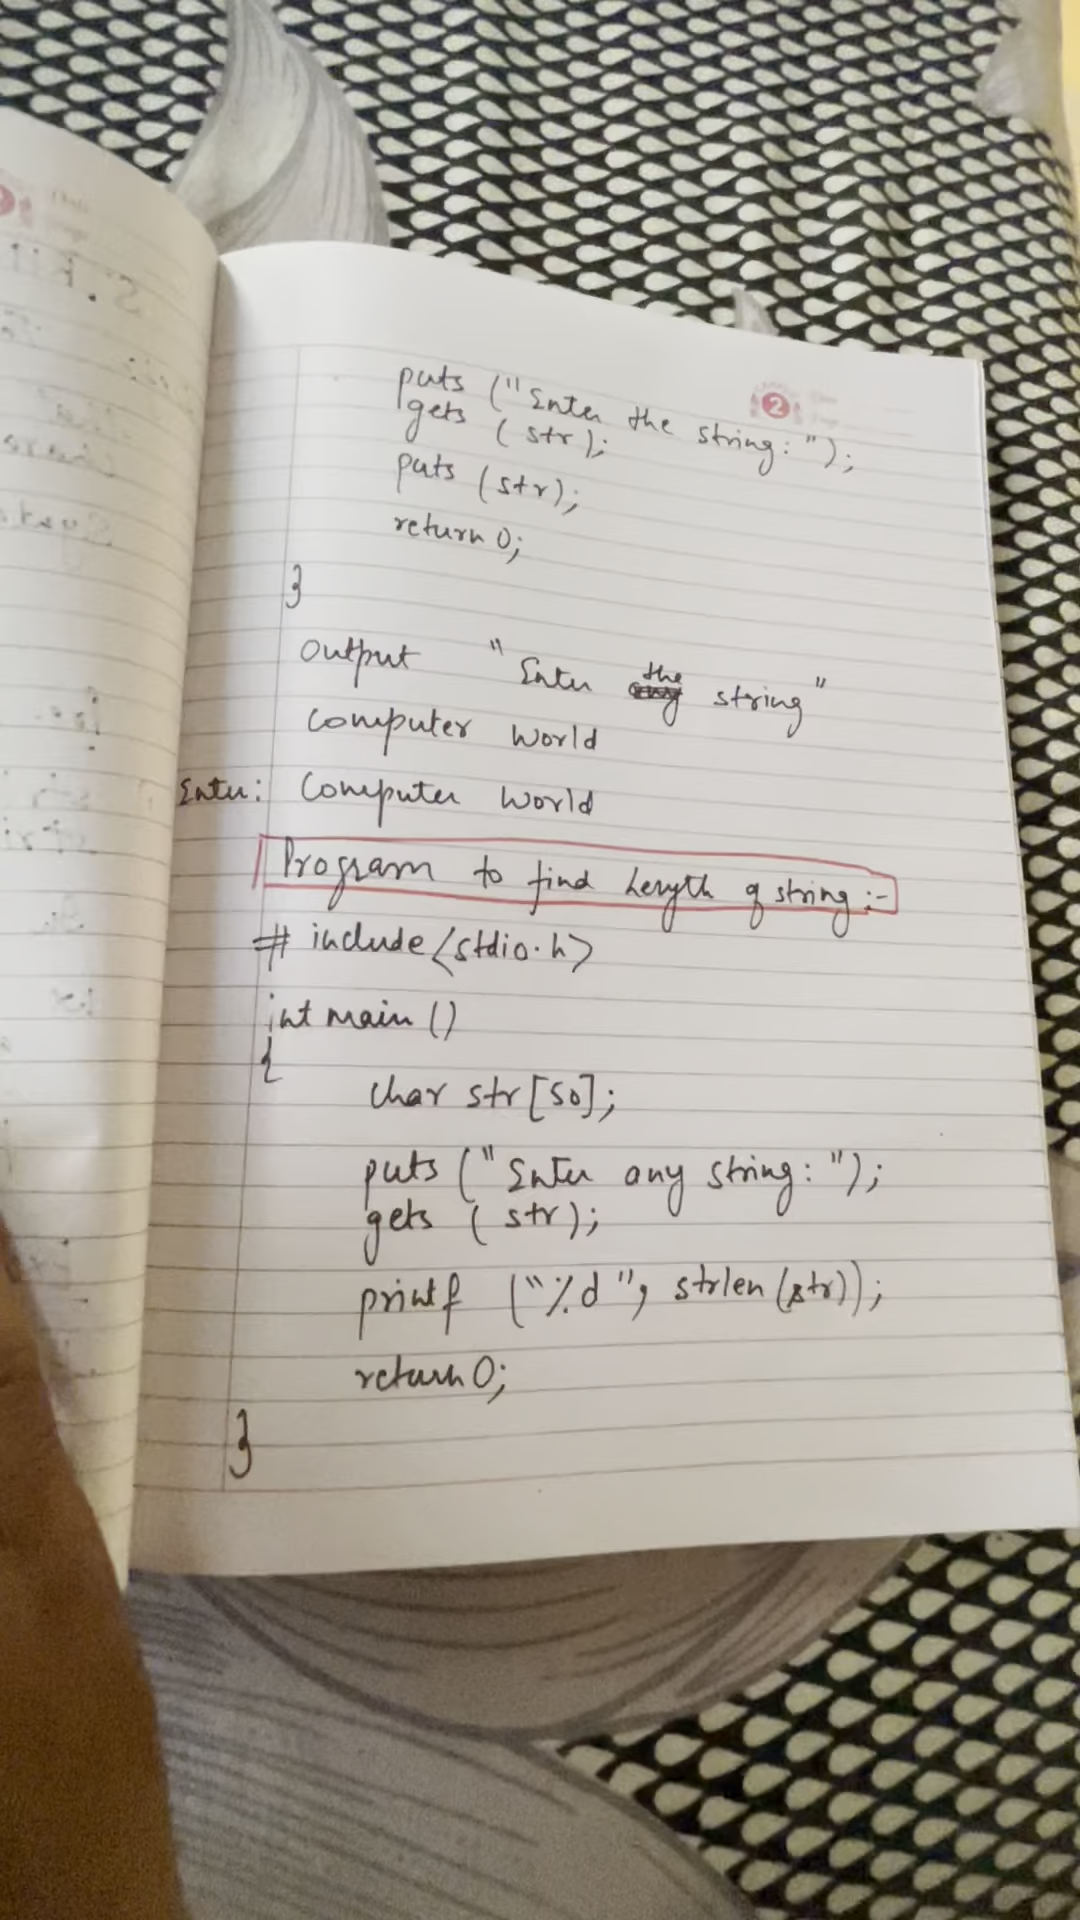 2
puts ("Enter the string:");
gets (str);
puts (str);
return 0;
}
output "Enter the string"
Computer World
Enter: Computer World
Program to find Length of string :-
# include <stdio.h>
int main ()
{
char str [50];
puts ("Enter any string:");
gets (str);
printf ("%d", strlen (str));
return 0;
}